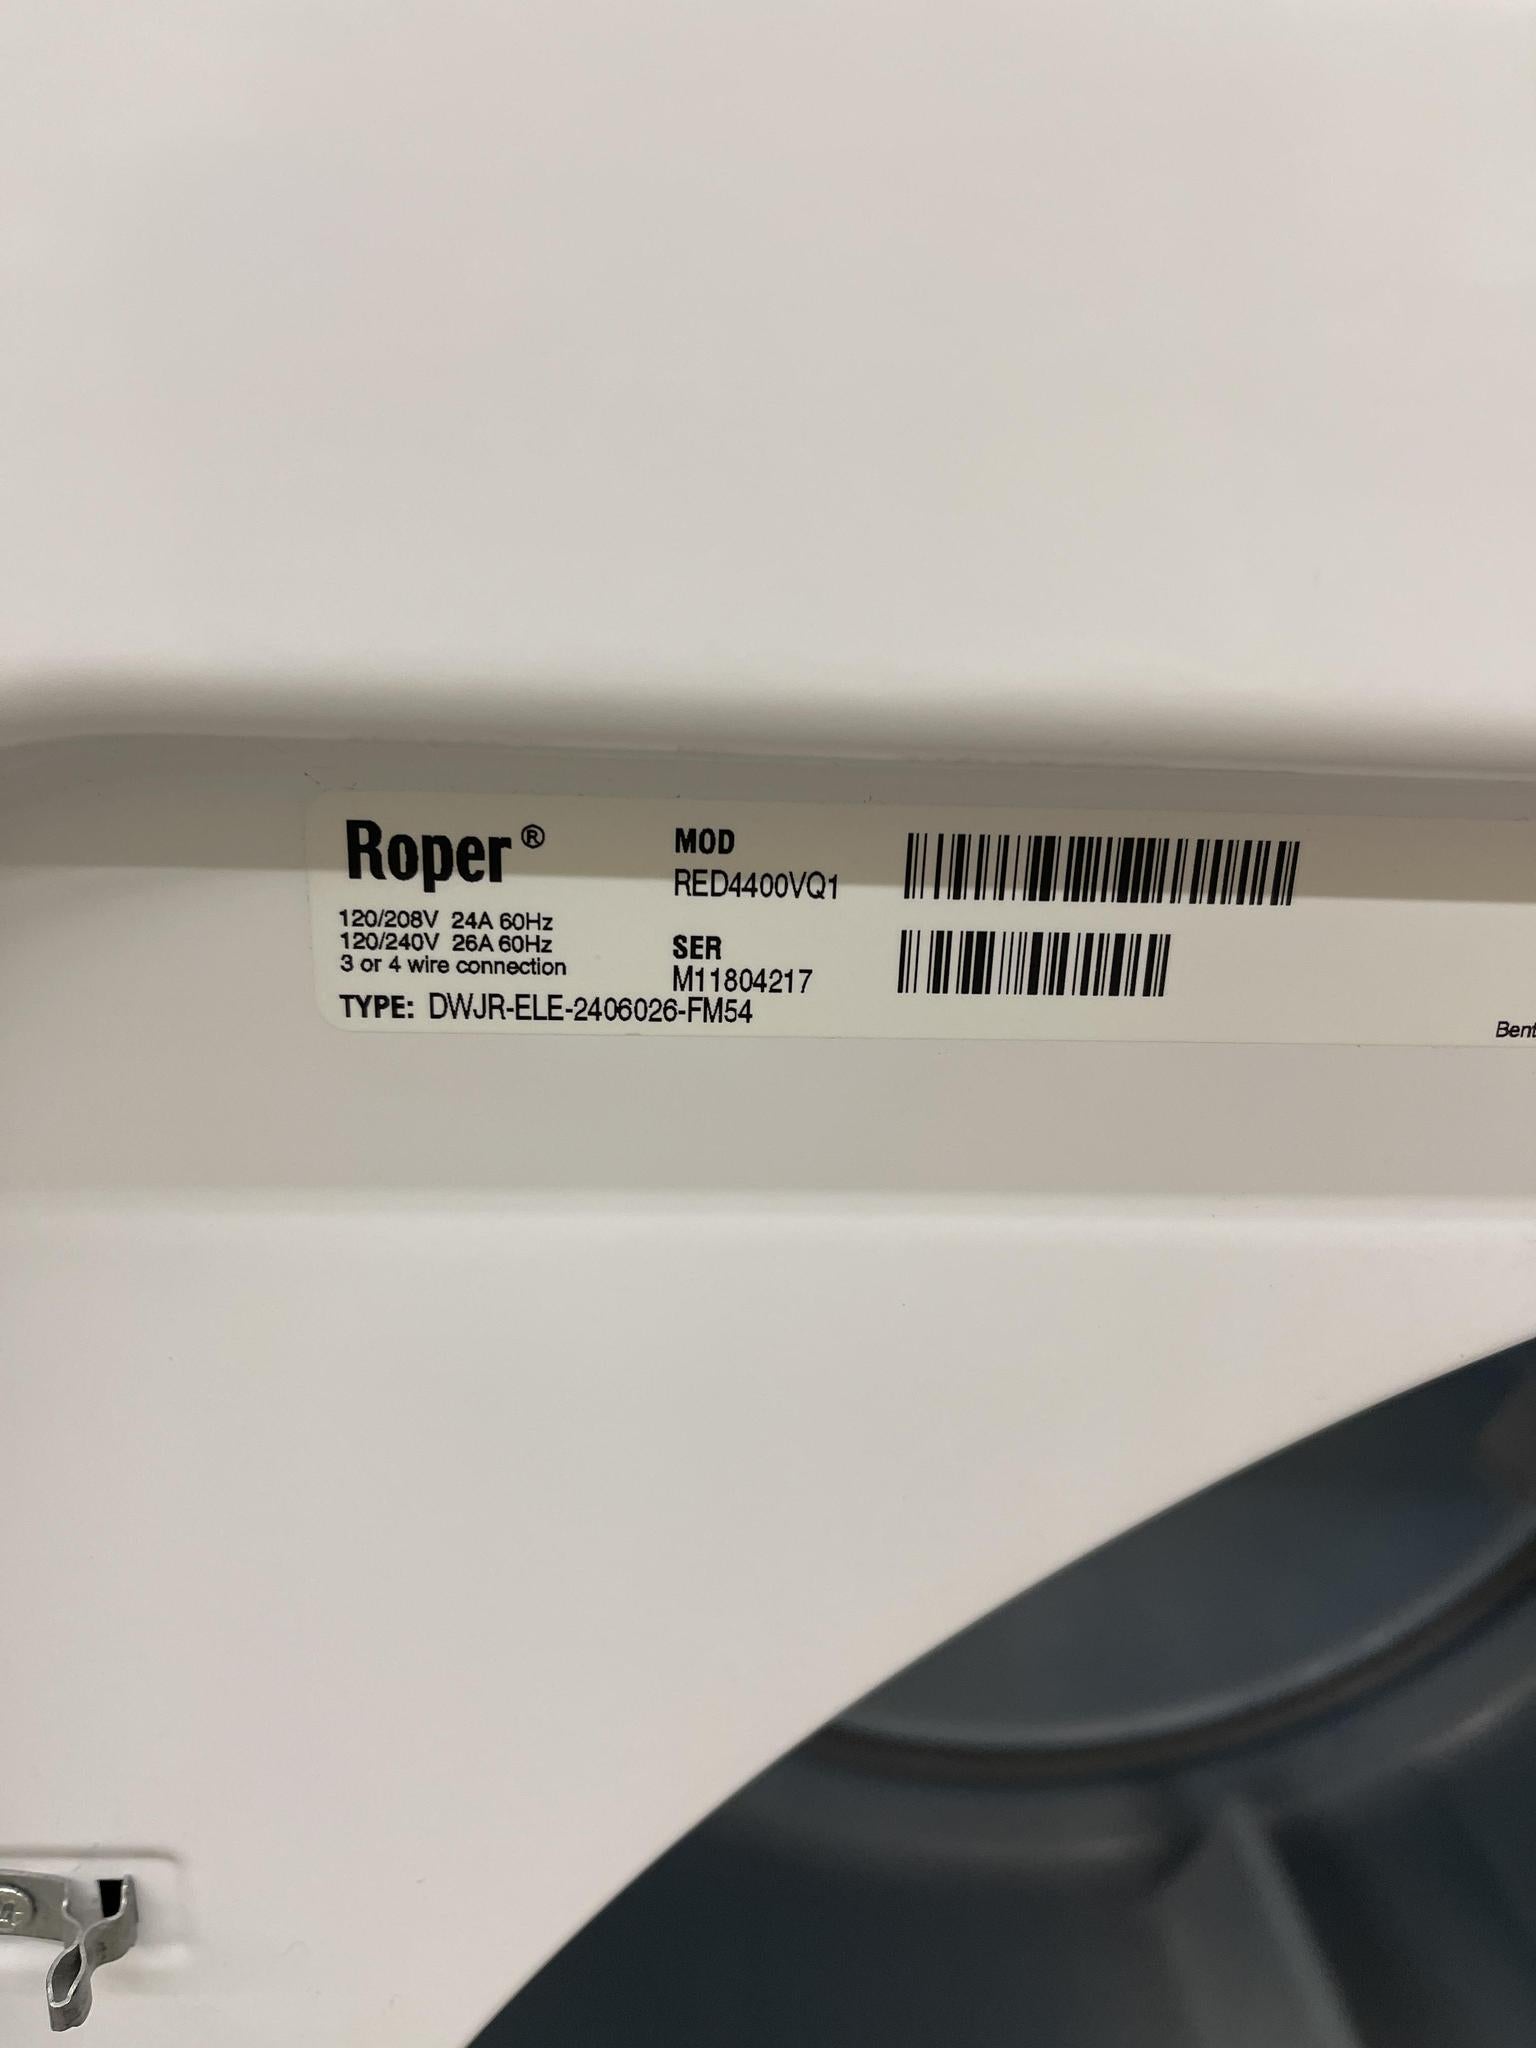 Roper®
120/208V 24A 60Hz
120/240V 26A 60Hz
3 or 4 wire connection
TYPE: DWJR-ELE-2406026-FM54
MOD
RED4400VQ1
SER
M11804217
Bent